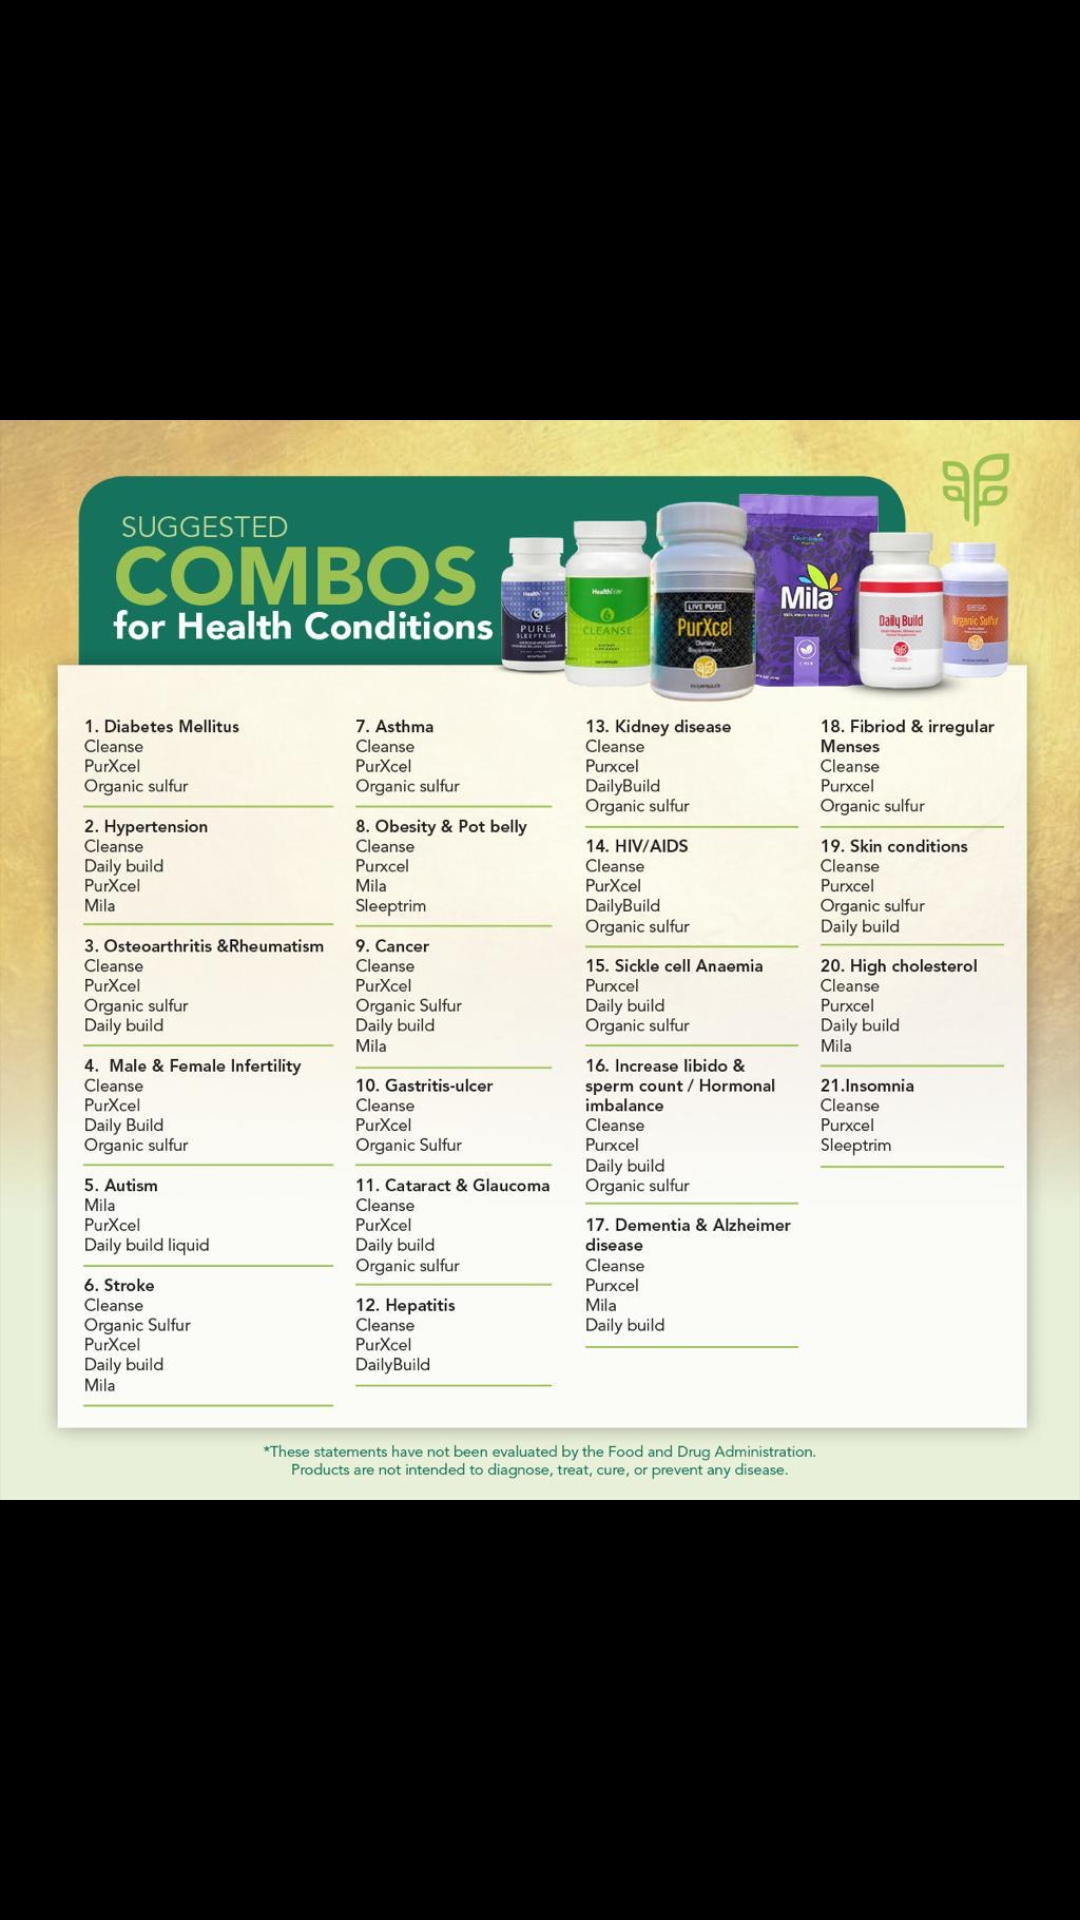 SUGGESTED
COMBOS
for Health Conditions
PURE
SLEEPTRIM
CLEANSE
LIVE PURE
PurXcel
Dietary
Mila
Daily Build
Organic Sulfur
1. Diabetes Mellitus
Cleanse
PurXcel
Organic sulfur
2. Hypertension
Cleanse
Daily build
PurXcel
Mila
3. Osteoarthritis &Rheumatism
Cleanse
PurXcel
Organic sulfur
Daily build
4. Male & Female Infertility
Cleanse
PurXcel
Daily Build
Organic sulfur
5. Autism
Mila
PurXcel
Daily build liquid
6. Stroke
Cleanse
Organic Sulfur
PurXcel
Daily build
Mila
7. Asthma
Cleanse
PurXcel
Organic sulfur
8. Obesity & Pot belly
Cleanse
Purxcel
Mila
Sleeptrim
9. Cancer
Cleanse
PurXcel
Organic Sulfur
Daily build
Mila
10. Gastritis-ulcer
Cleanse
PurXcel
Organic Sulfur
11. Cataract & Glaucoma
Cleanse
PurXcel
Daily build
Organic sulfur
12. Hepatitis
Cleanse
PurXcel
DailyBuild
13. Kidney disease
Cleanse
Purxcel
DailyBuild
Organic sulfur
14. HIV/AIDS
Cleanse
PurXcel
DailyBuild
Organic sulfur
15. Sickle cell Anaemia
Purxcel
Daily build
Organic sulfur
16. Increase libido &
sperm count / Hormonal
imbalance
Cleanse
Purxcel
Daily build
Organic sulfur
17. Dementia & Alzheimer
disease
Cleanse
Purxcel
Mila
Daily build
18. Fibriod & irregular
Menses
Cleanse
Purxcel
Organic sulfur
19. Skin conditions
Cleanse
Purxcel
Organic sulfur
Daily build
20. High cholesterol
Cleanse
Purxcel
Daily build
Mila
21.Insomnia
Cleanse
Purxcel
Sleeptrim
*These statements have not been evaluated by the Food and Drug Administration.
Products are not intended to diagnose, treat, cure, or prevent any disease.